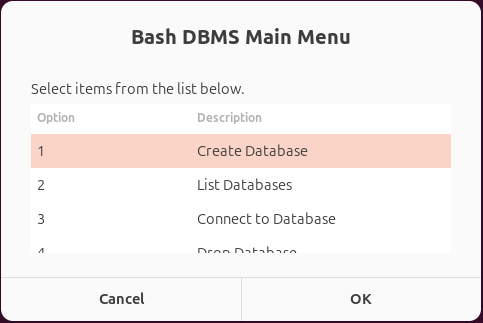 Bash DBMS Main Menu
Select items from the list below.
Option Description
1 Create Database
2 List Databases
3 Connect to Database
4 Drop Database
Cancel OK